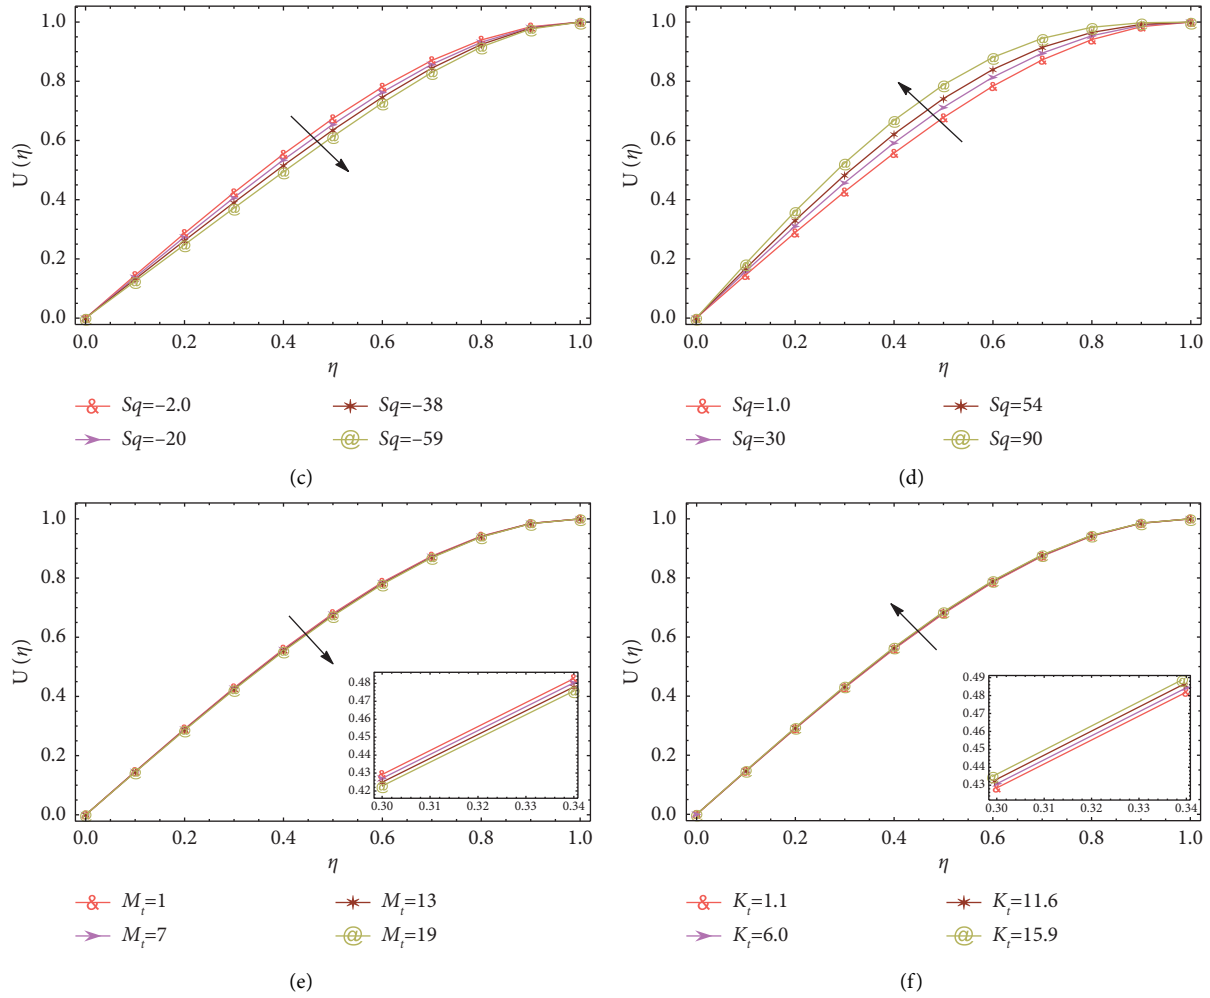 1.0
0.8
0.6
0.4
0.2
0.0
U (η)
0.0 0.2 0.4 0.6 0.8 1.0
η
& Sq=–2.0
Sq=–20
Sq=–38
@ Sq=–59
(c)
1.0
0.8
0.6
0.4
0.2
0.0
U (η)
0.0 0.2 0.4 0.6 0.8 1.0
η
& Sq=1.0
Sq=30
Sq=54
@ Sq=90
(d)
1.0
0.8
0.6
0.4
0.2
0.0
U (η)
0.48
0.47
0.46
0.45
0.44
0.43
0.42
0.30 0.31 0.32 0.33 0.34
0.0 0.2 0.4 0.6 0.8 1.0
η
& Mt=1
Mt=7
Mt=13
@ Mt=19
(e)
1.0
0.8
0.6
0.4
0.2
0.0
U (η)
0.49
0.48
0.47
0.46
0.45
0.44
0.43
0.30 0.31 0.32 0.33 0.34
0.0 0.2 0.4 0.6 0.8 1.0
η
& Kt=1.1
Kt=6.0
Kt=11.6
@ Kt=15.9
(f)